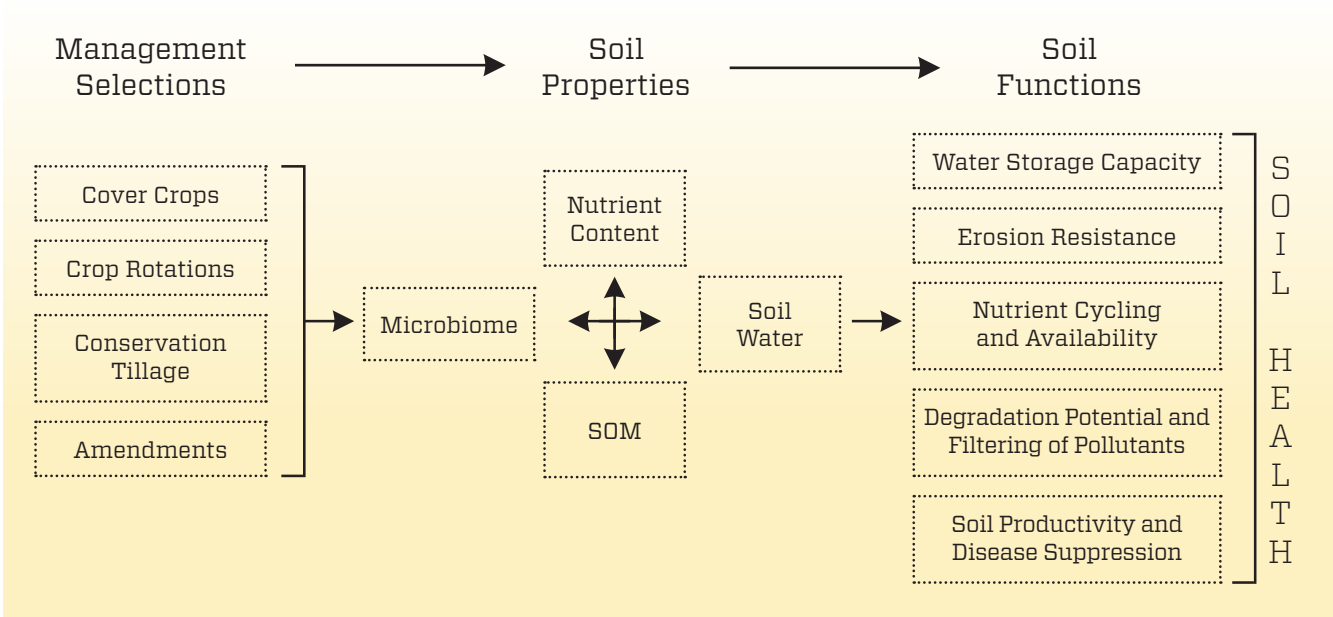 Management
Selections
Soil
Properties
Soil
Functions
Cover Crops
Crop Rotations
Conservation
Tillage
Amendments
Microbiome
Nutrient
Content
SOM
Soil
Water
Water Storage Capacity
Erosion Resistance
Nutrient Cycling
and Availability
Degradation Potential and
Filtering of Pollutants
Soil Productivity and
Disease Suppression
SOIL HEALTH